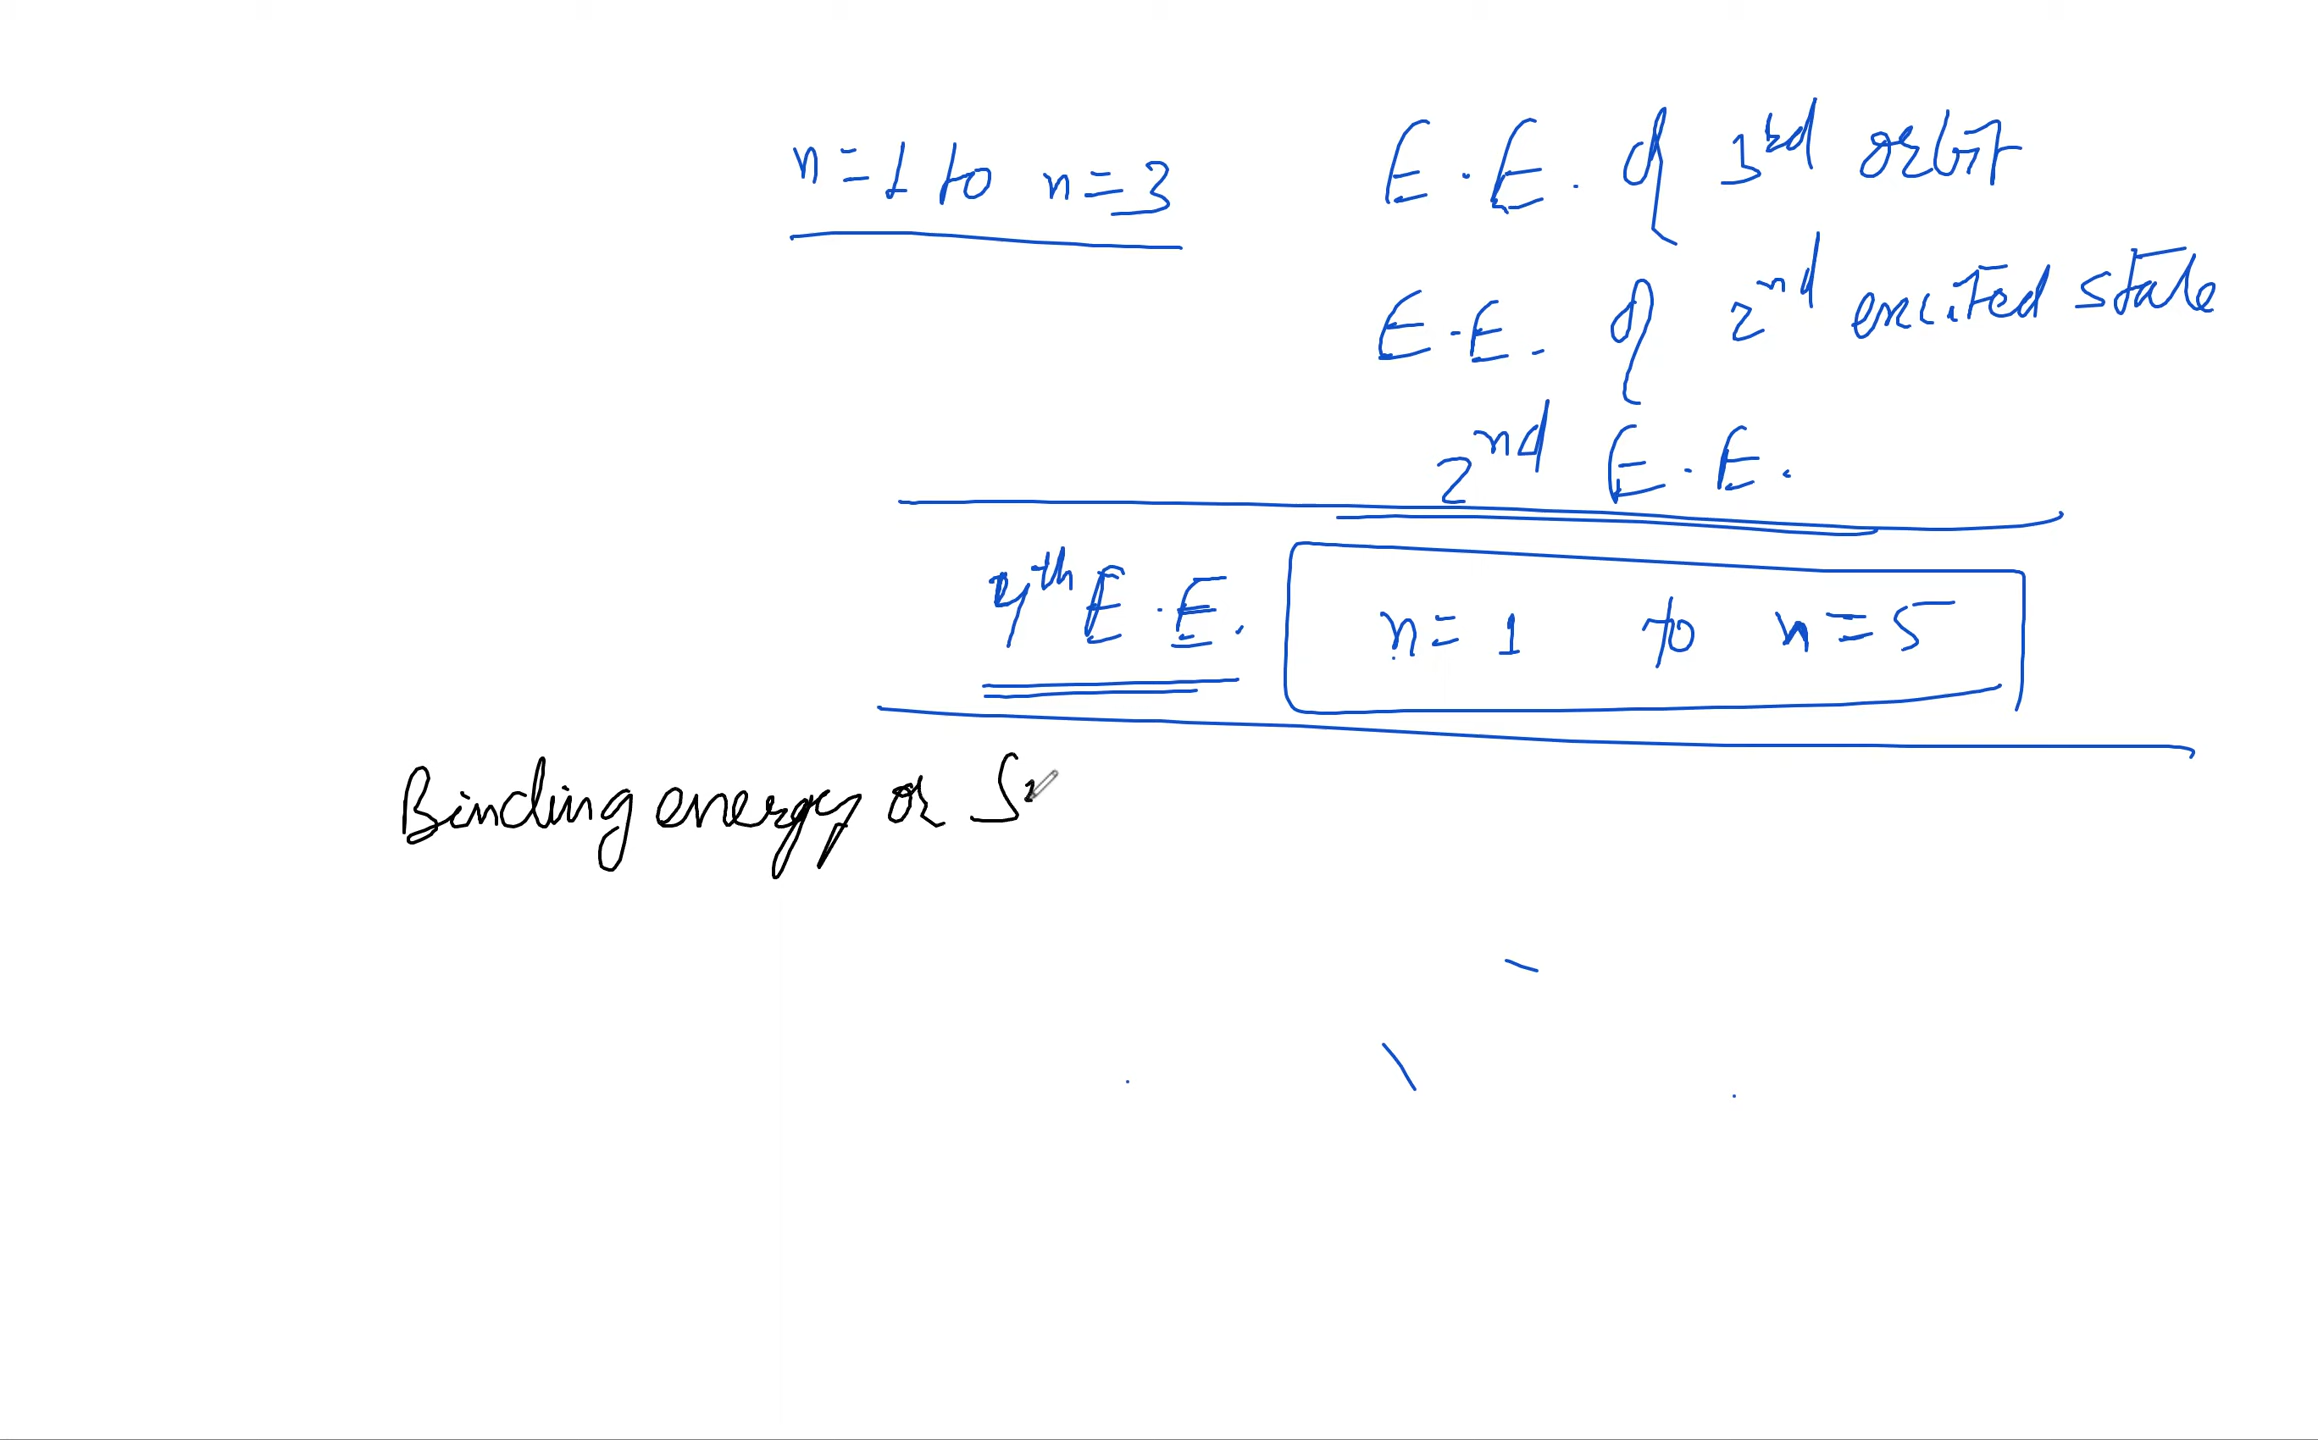 n=1 to n=3
E.E. of 3rd orbit
E.E. of 2nd excited state
2nd E.E.
4th E.E. n=1 to n=5
Binding energy or